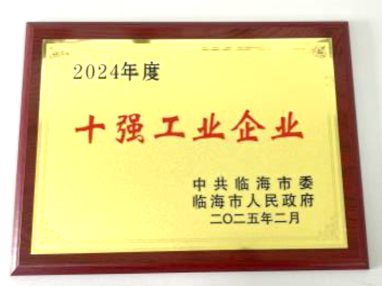 2024年度
十强工业企业
中共临海市委
临海市人民政府
二〇二五年二月